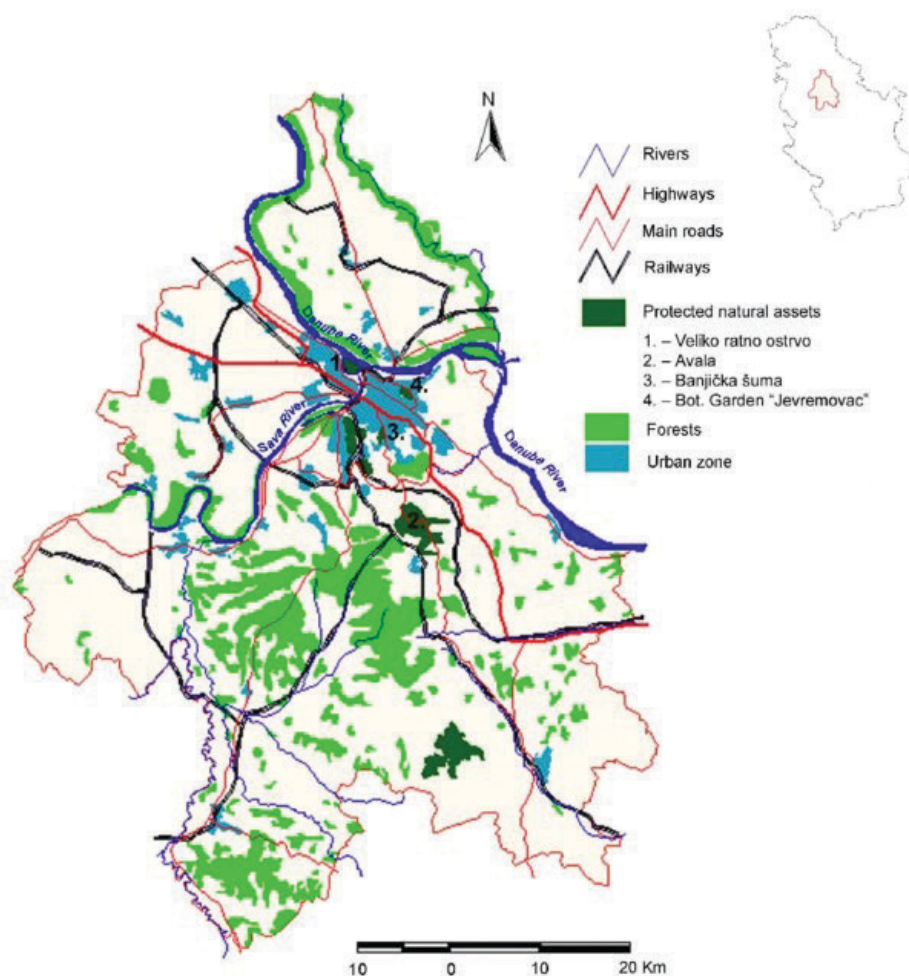 N
Rivers
Highways
Main roads
Railways
Protected natural assets
1. – Veliko ratno ostrvo
2. – Avala
3. – Banjička šuma
4. – Bot. Garden "Jevremovac"
Forests
Urban zone
Danube River
1.
4.
Sava River
3.
Danube River
2.
10 0 10 20 Km